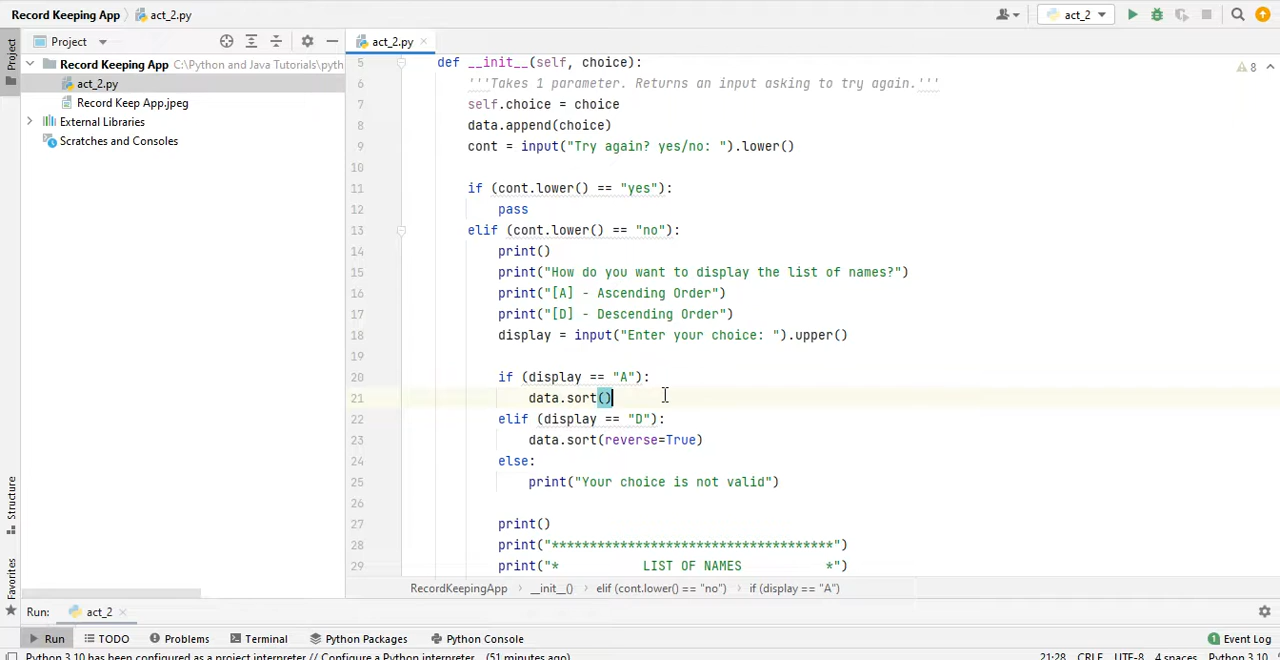 Record Keeping App act_2.py act_2
Project act_2.py
Record Keeping App C:\Python and Java Tutorials\pyth
act_2.py
Record Keep App.jpeg
External Libraries
Scratches and Consoles
Project
Structure
Favorites
8
5 def __init__(self, choice):
6 '''Takes 1 parameter. Returns an input asking to try again.'''
7 self.choice = choice
8 data.append(choice)
9 cont = input("Try again? yes/no: ").lower()
10
11 if (cont.lower() == "yes"):
12 pass
13 elif (cont.lower() == "no"):
14 print()
15 print("How do you want to display the list of names?")
16 print("[A] - Ascending Order")
17 print("[D] - Descending Order")
18 display = input("Enter your choice: ").upper()
19
20 if (display == "A"):
21 data.sort()
22 elif (display == "D"):
23 data.sort(reverse=True)
24 else:
25 print("Your choice is not valid")
26
27 print()
28 print("*************************************")
29 print("* LIST OF NAMES *")
RecordKeepingApp __init__() elif (cont.lower() == "no") if (display == "A")
Run: act_2
Run TODO Problems Terminal Python Packages Python Console 1 Event Log
Python 3.10 has been configured as a project interpreter // Configure a Python interpreter... (51 minutes ago) 21:28 CRLF UTF-8 4 spaces Python 3.10